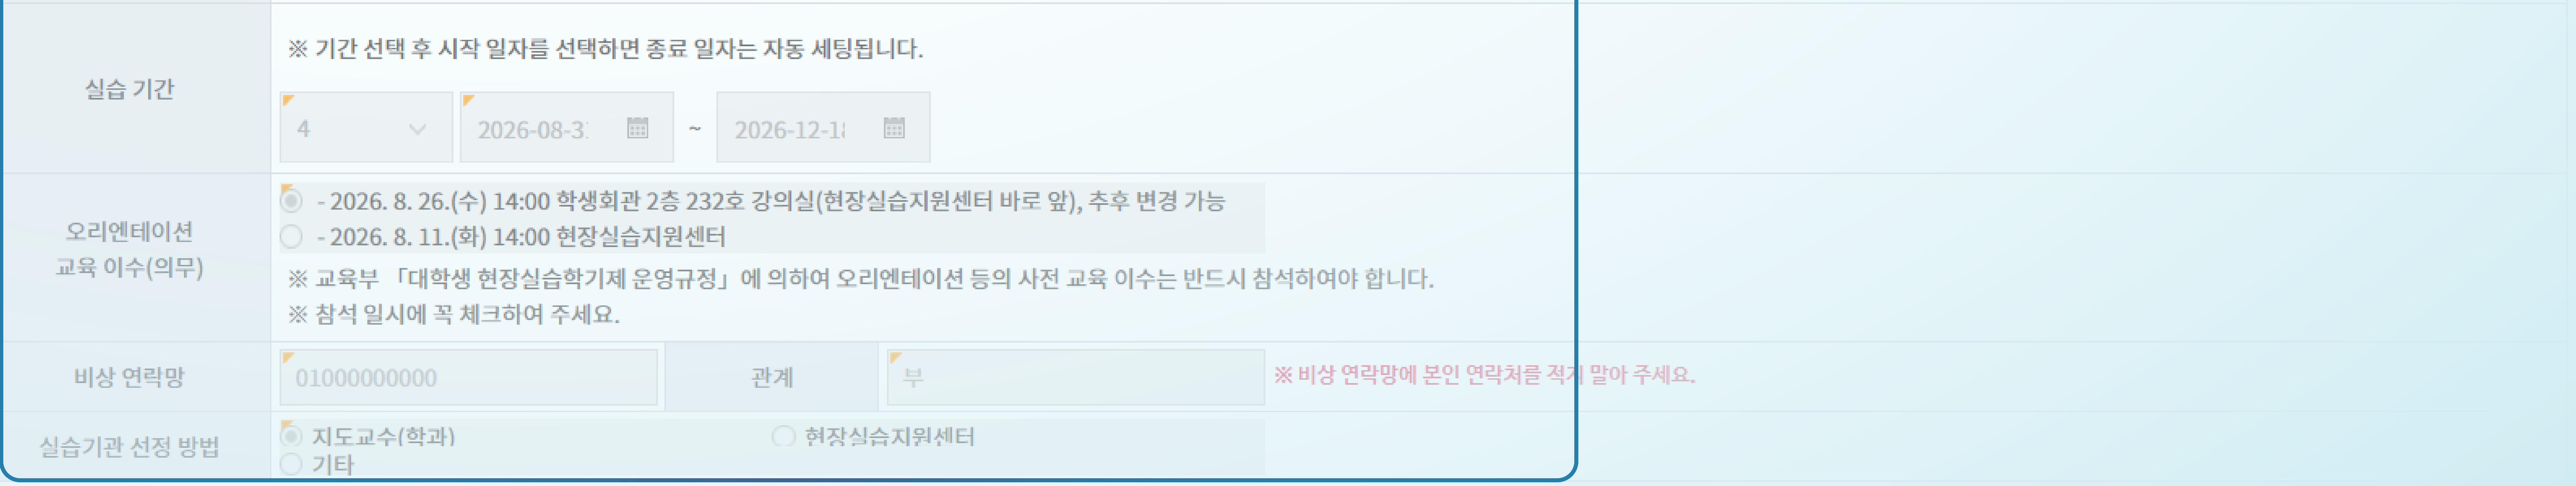 ※ 기간 선택 후 시작 일자를 선택하면 종료 일자는 자동 세팅됩니다.
실습 기간
4 2026-08-3 ~ 2026-12-1
- 2026. 8. 26.(수) 14:00 학생회관 2층 232호 강의실(현장실습지원센터 바로 앞), 추후 변경 가능
- 2026. 8. 11.(화) 14:00 현장실습지원센터
오리엔테이션
교육 이수(의무)
※ 교육부 「대학생 현장실습학기제 운영규정」에 의하여 오리엔테이션 등의 사전 교육 이수는 반드시 참석하여야 합니다.
※ 참석 일시에 꼭 체크하여 주세요.
비상 연락망 01000000000 관계 부 ※ 비상 연락망에 본인 연락처를 적지 말아 주세요.
실습기관 선정 방법 지도교수(학과) 현장실습지원센터
기타